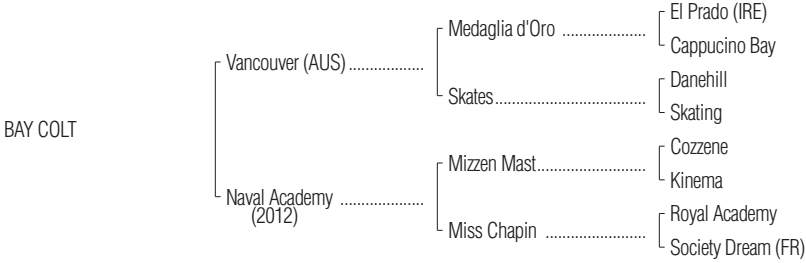 El Prado (IRE)
Medaglia d'Oro ....................
Cappucino Bay
Vancouver (AUS) ..................
Danehill
Skates....................................
Skating
BAY COLT
Cozzene
Mizzen Mast..........................
Kinema
Naval Academy ....................
(2012)
Royal Academy
Miss Chapin ........................
Society Dream (FR)